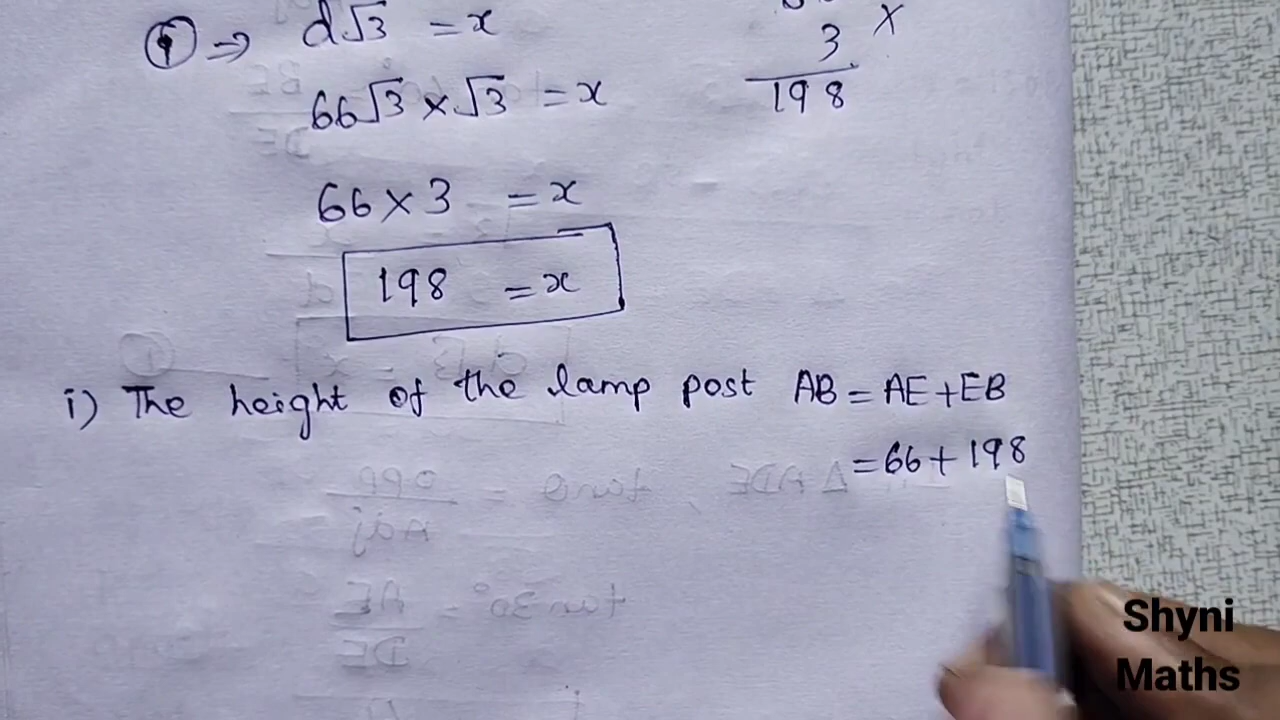 ① ⇒ d√3 = x
3 ×
66√3 × √3 = x
198
66 × 3 = x
198 = x
i) The height of the lamp post AB = AE + EB
= 66 + 198
Shyni
Maths